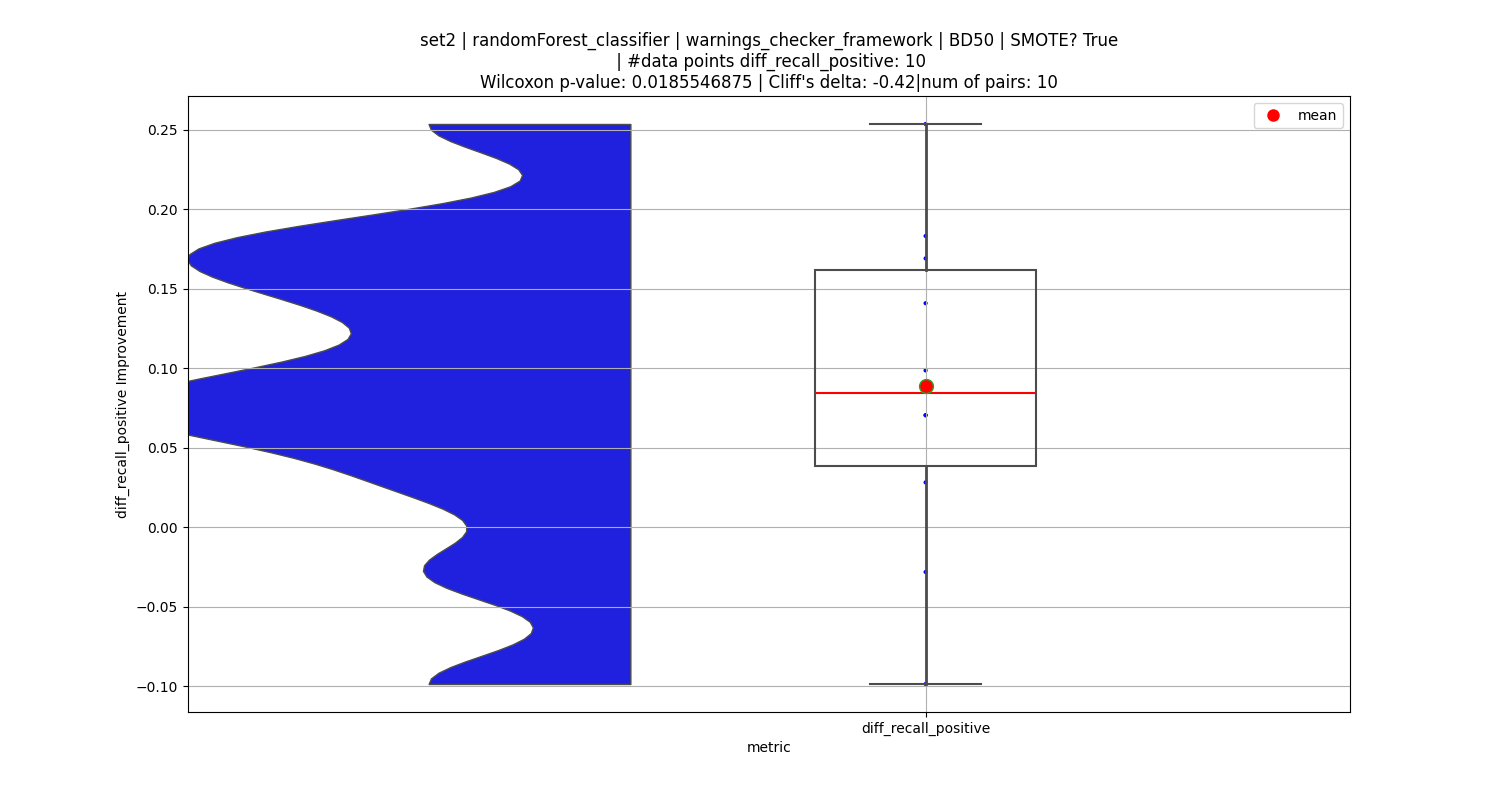 set2 | randomForest_classifier | warnings_checker_framework | BD50 | SMOTE? True
| #data points diff_recall_positive: 10
Wilcoxon p-value: 0.0185546875 | Cliff's delta: -0.42|num of pairs: 10
mean
0.25
0.20
0.15
0.10
0.05
0.00
−0.05
−0.10
diff_recall_positive Improvement
diff_recall_positive
metric